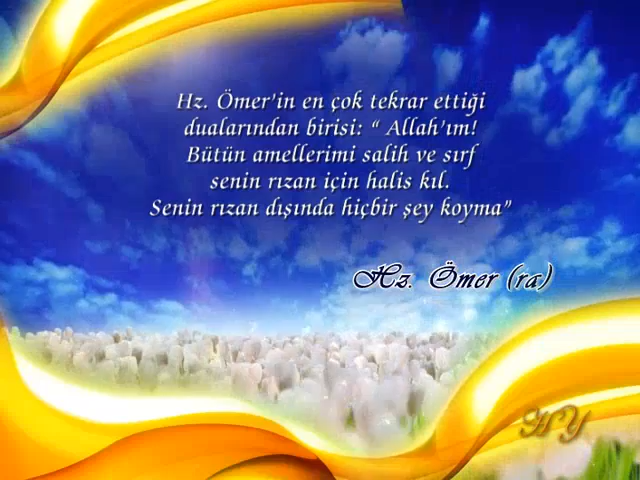 Hz. Ömer'in en çok tekrar ettiği
dualarından birisi: “ Allah'ım!
Bütün amellerimi salih ve sırf
senin rızan için halis kıl.
Senin rızan dışında hiçbir şey koyma”
Hz. Ömer (ra)
HY